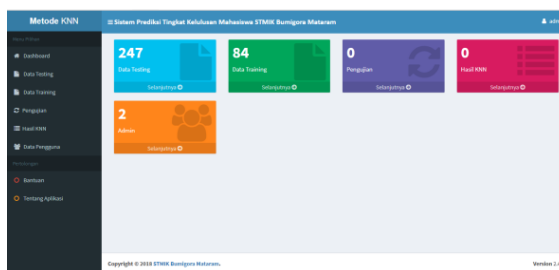 Metode KNN
Sistem Prediksi Tingkat Kelulusan Mahasiswa STMIK Bumigora Mataram
Dashboard
Data Testing
Data Training
Pengujian
Hasil KNN
Data Pengguna
Bantuan
Tentang Aplikasi
247
Data Testing
Selanjutnya
84
Data Training
Selanjutnya
0
Pengujian
Selanjutnya
0
Hasil KNN
Selanjutnya
2
Admin
Selanjutnya
Copyright © 2018 STMIK Bumigora Mataram.
Version